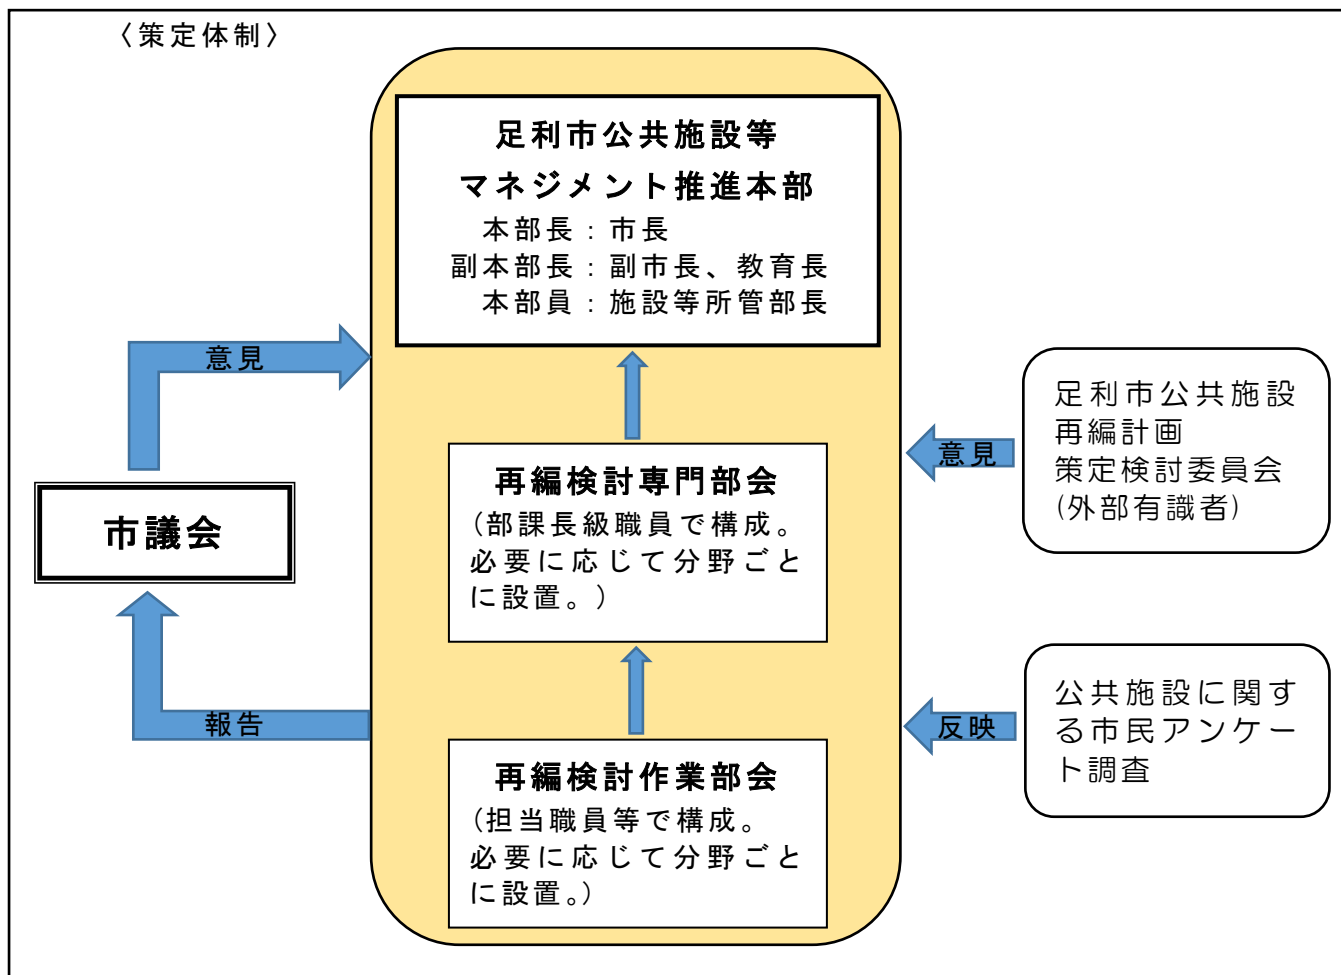 〈策定体制〉
足利市公共施設等
マネジメント推進本部
本部長：市長
副本部長：副市長、教育長
本部員：施設等所管部長
意見
市議会
報告
再編検討専門部会
(部課長級職員で構成。
必要に応じて分野ごと
に設置。)
再編検討作業部会
(担当職員等で構成。
必要に応じて分野ごと
に設置。)
意見
足利市公共施設
再編計画
策定検討委員会
(外部有識者)
反映
公共施設に関す
る市民アンケー
ト調査